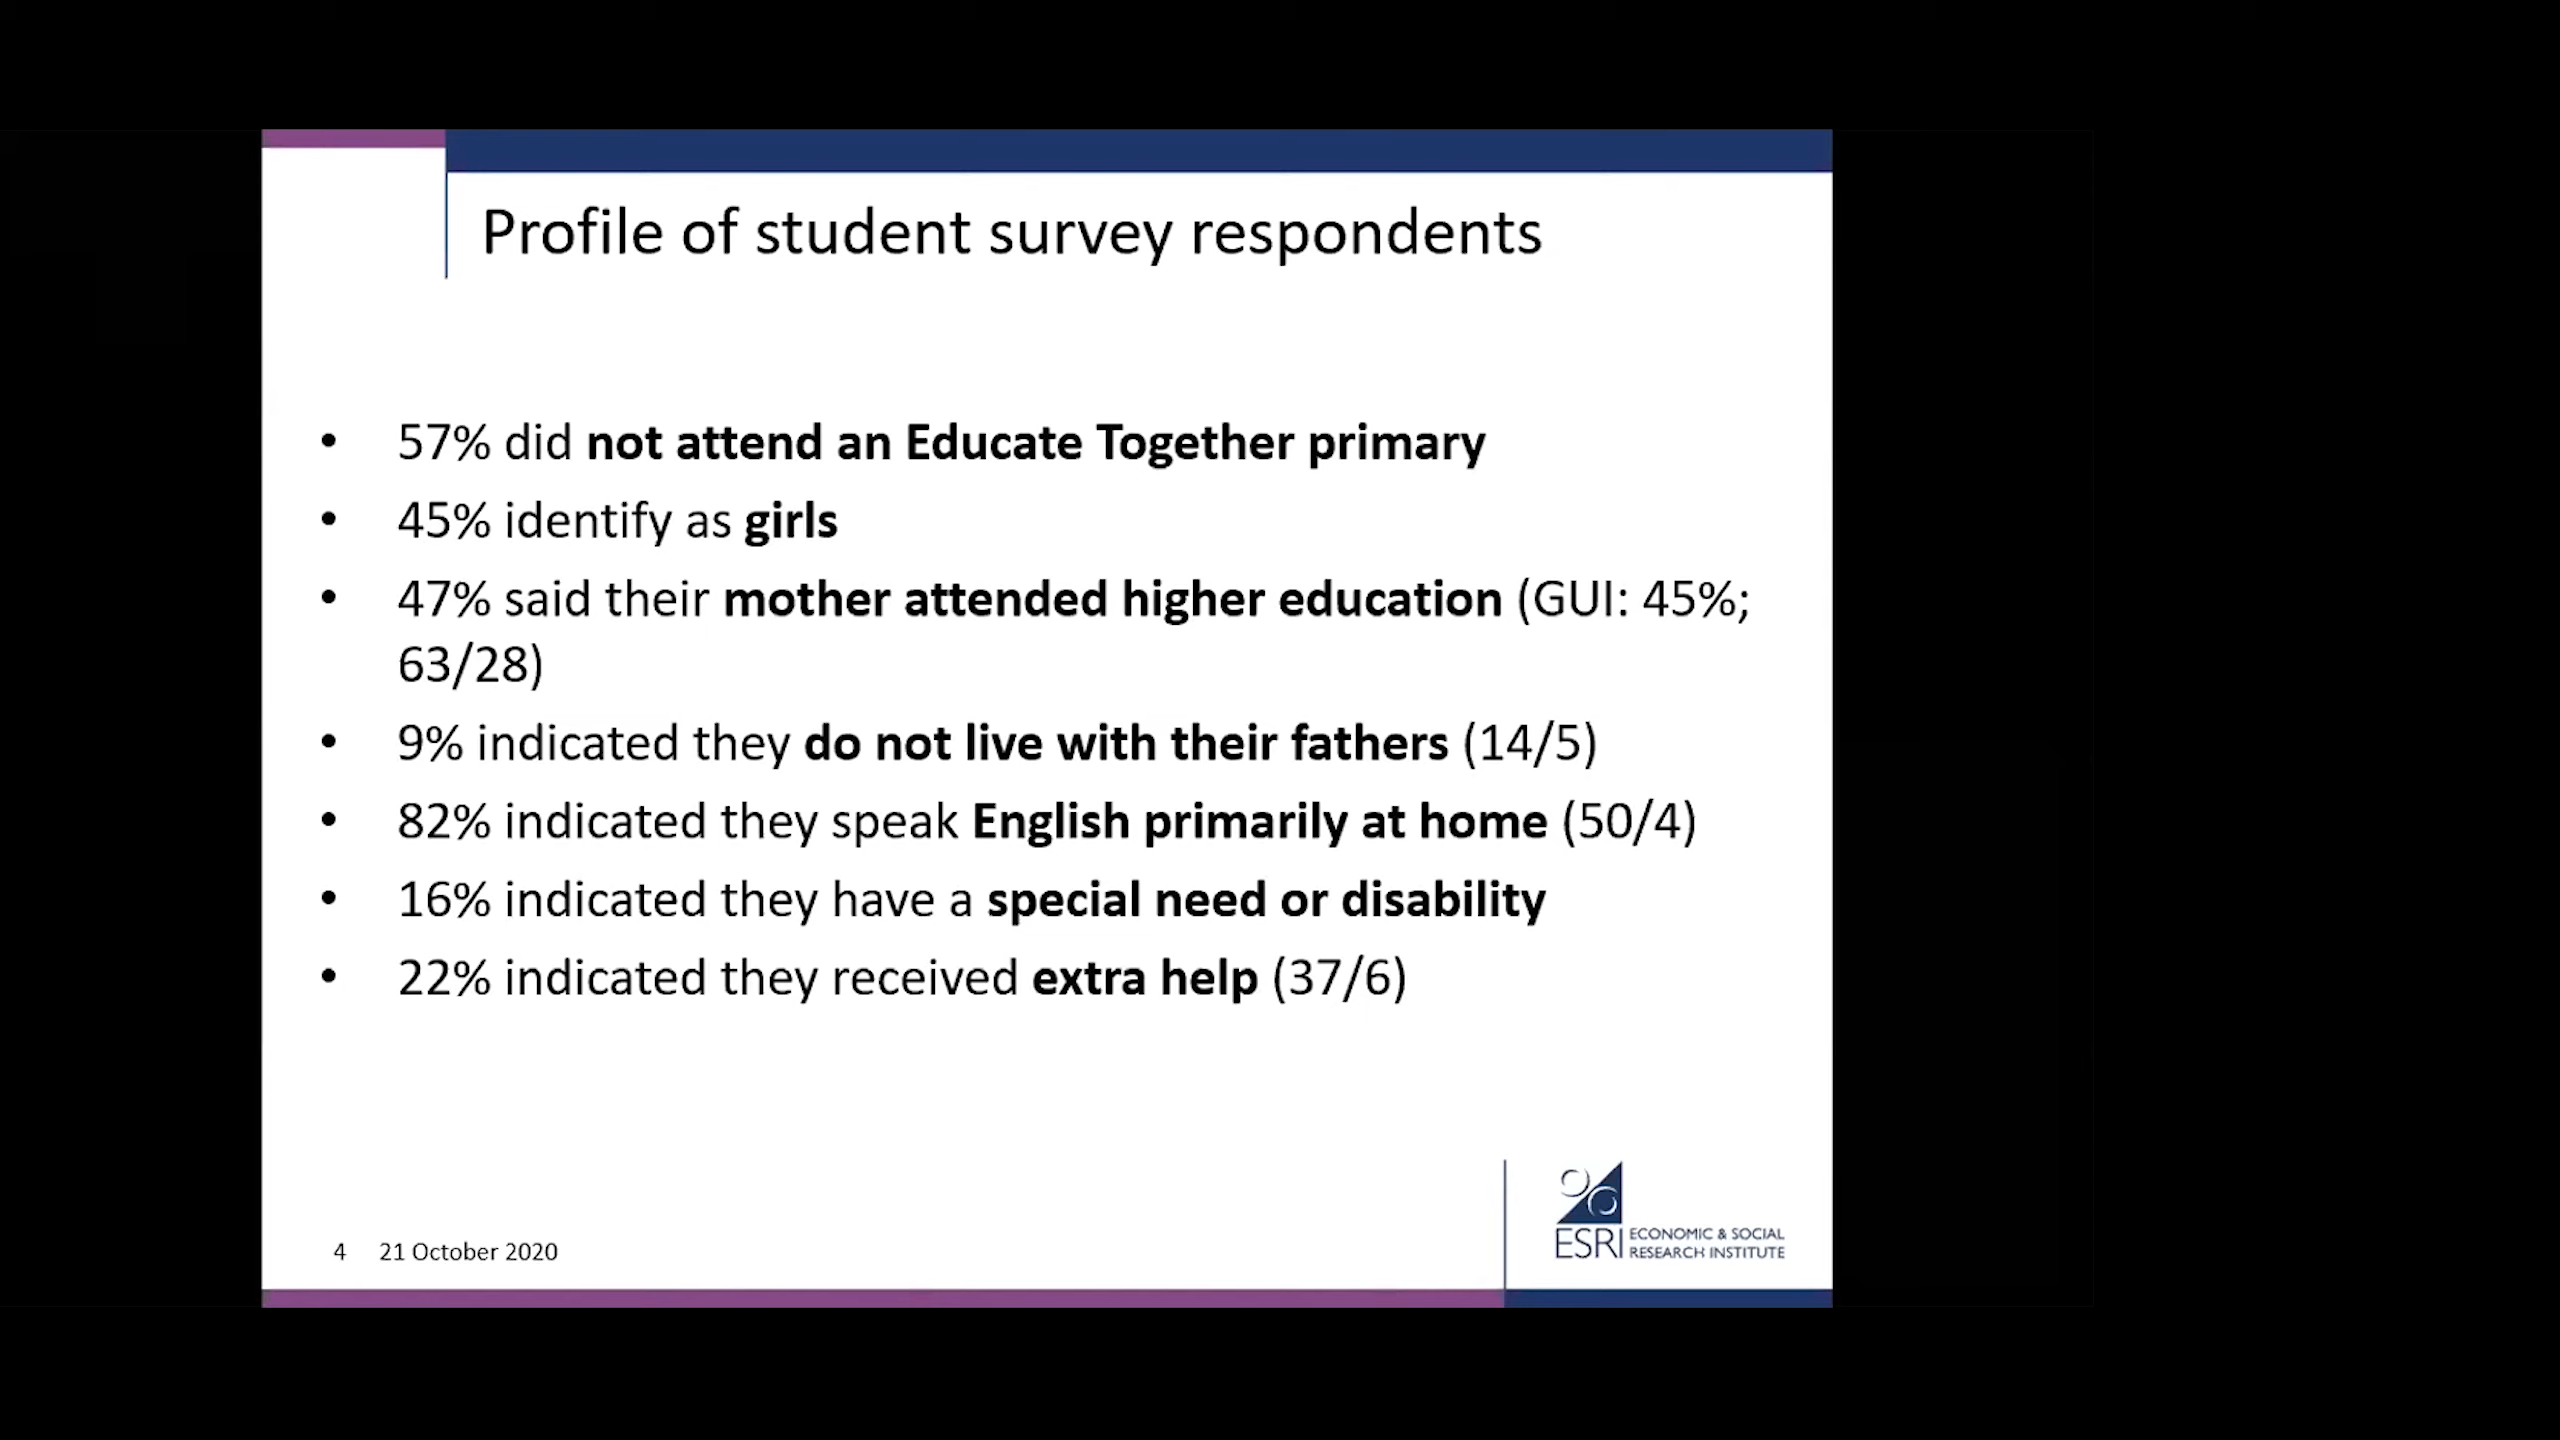 Profile of student survey respondents
• 57% did not attend an Educate Together primary
• 45% identify as girls
• 47% said their mother attended higher education (GUI: 45%;
63/28)
• 9% indicated they do not live with their fathers (14/5)
• 82% indicated they speak English primarily at home (50/4)
• 16% indicated they have a special need or disability
• 22% indicated they received extra help (37/6)
4 21 October 2020
ESRI ECONOMIC & SOCIAL
RESEARCH INSTITUTE